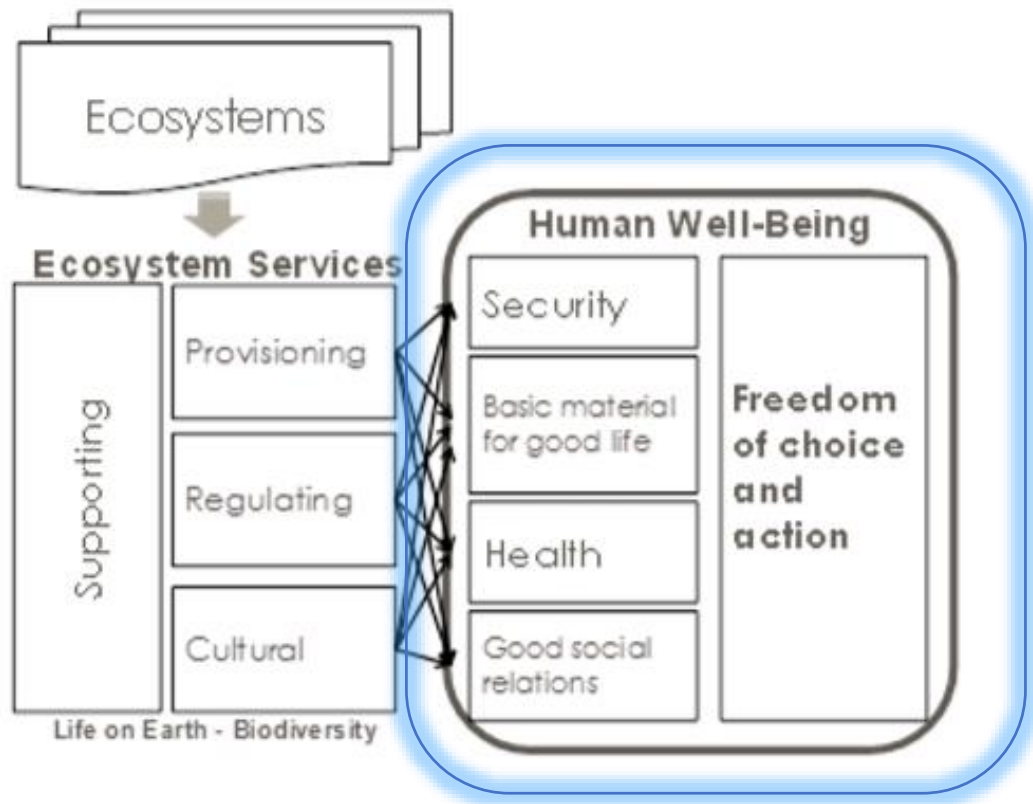 Ecosystems
Ecosystem Services
Supporting
Provisioning
Regulating
Cultural
Life on Earth - Biodiversity
Human Well-Being
Security
Basic material
for good life
Health
Good social
relations
Freedom
of choice
and
action